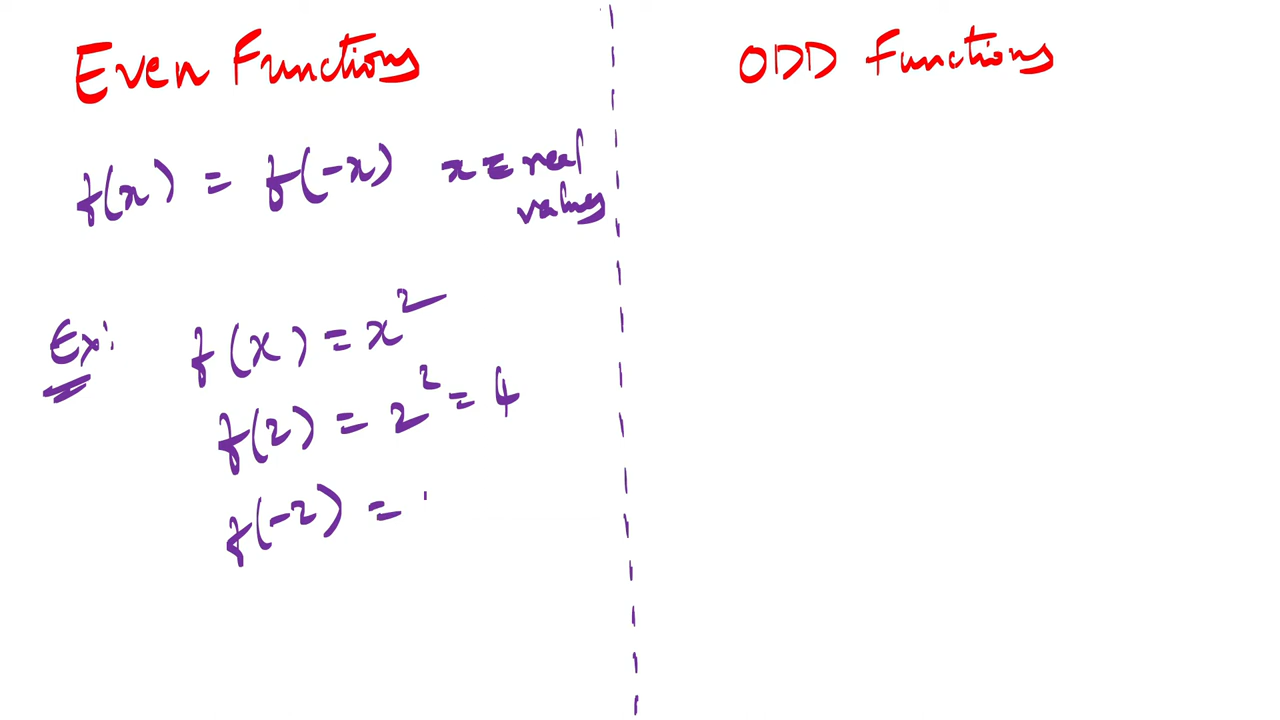 Even Functions
f(x) = f(-x) x = real
values
Ex: f(x) = x²
f(2) = 2² = 4
f(-2) =
ODD Functions